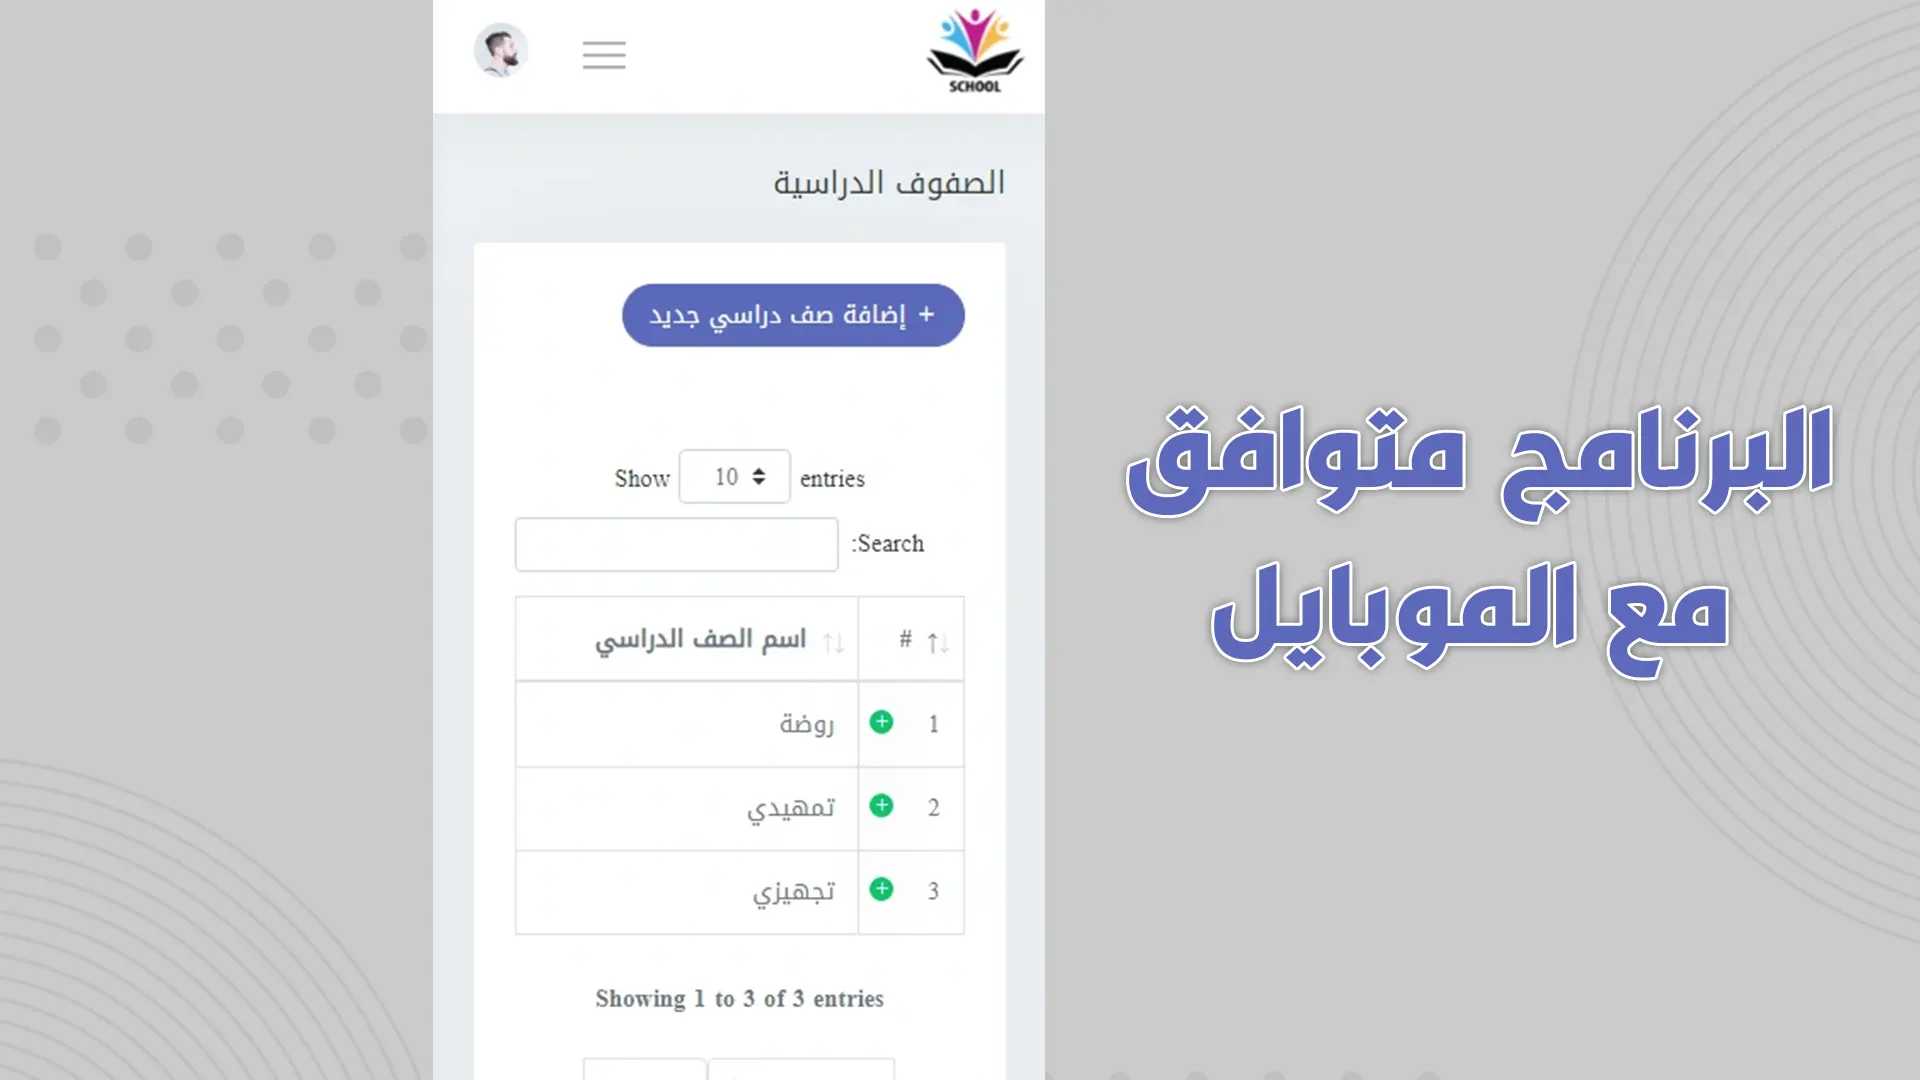 SCHOOL
الصفوف الدراسية
+ إضافة صف دراسي جديد
Show 10 entries
Search:
# اسم الصف الدراسي
1 روضة
2 تمهيدي
3 تجهيزي
Showing 1 to 3 of 3 entries
البرنامج متوافق
مع الموبايل